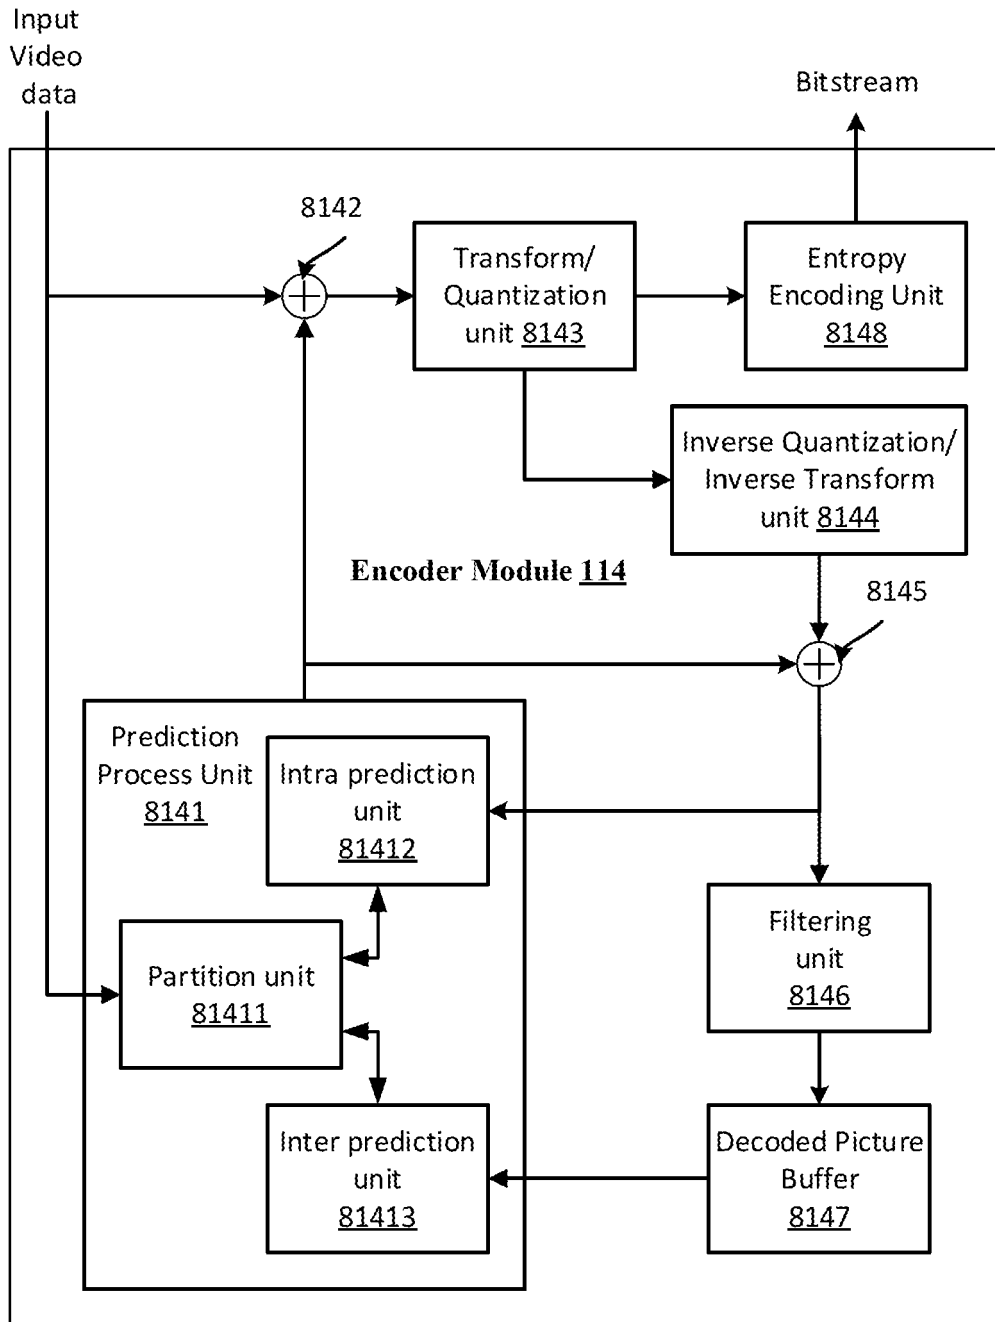 Input
Video
data
Bitstream
8142
Transform/
Quantization
unit 8143
Entropy
Encoding Unit
8148
Inverse Quantization/
Inverse Transform
unit 8144
Encoder Module 114
8145
Prediction
Process Unit
8141
Intra prediction
unit
81412
Partition unit
81411
Filtering
unit
8146
Inter prediction
unit
81413
Decoded Picture
Buffer
8147